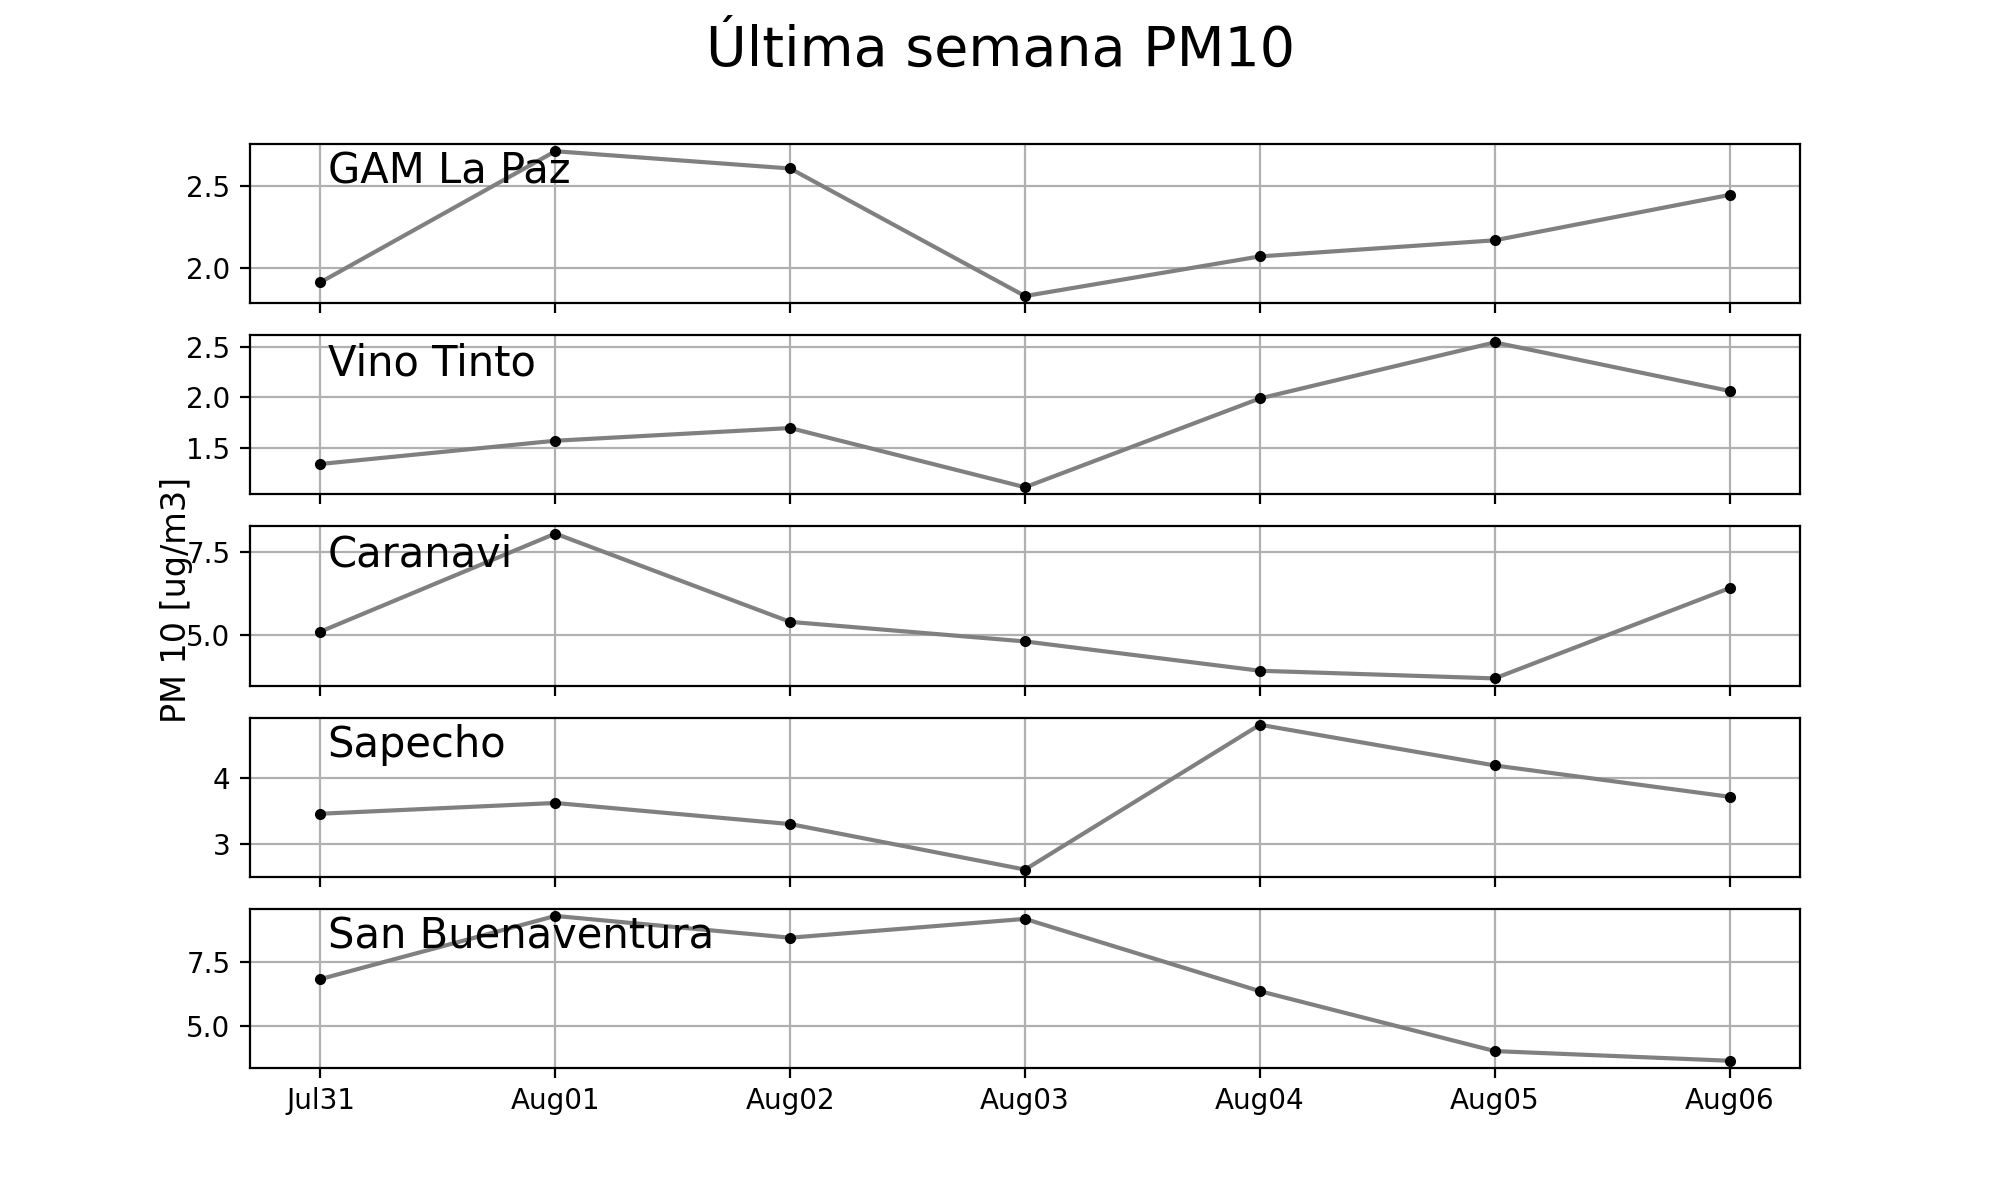 Última semana PM10
GAM La Paz
2.5
2.0
Vino Tinto
2.5
2.0
1.5
PM 10 [ug/m3]
Caranavi
7.5
5.0
Sapecho
4
3
San Buenaventura
7.5
5.0
Jul31 Aug01 Aug02 Aug03 Aug04 Aug05 Aug06